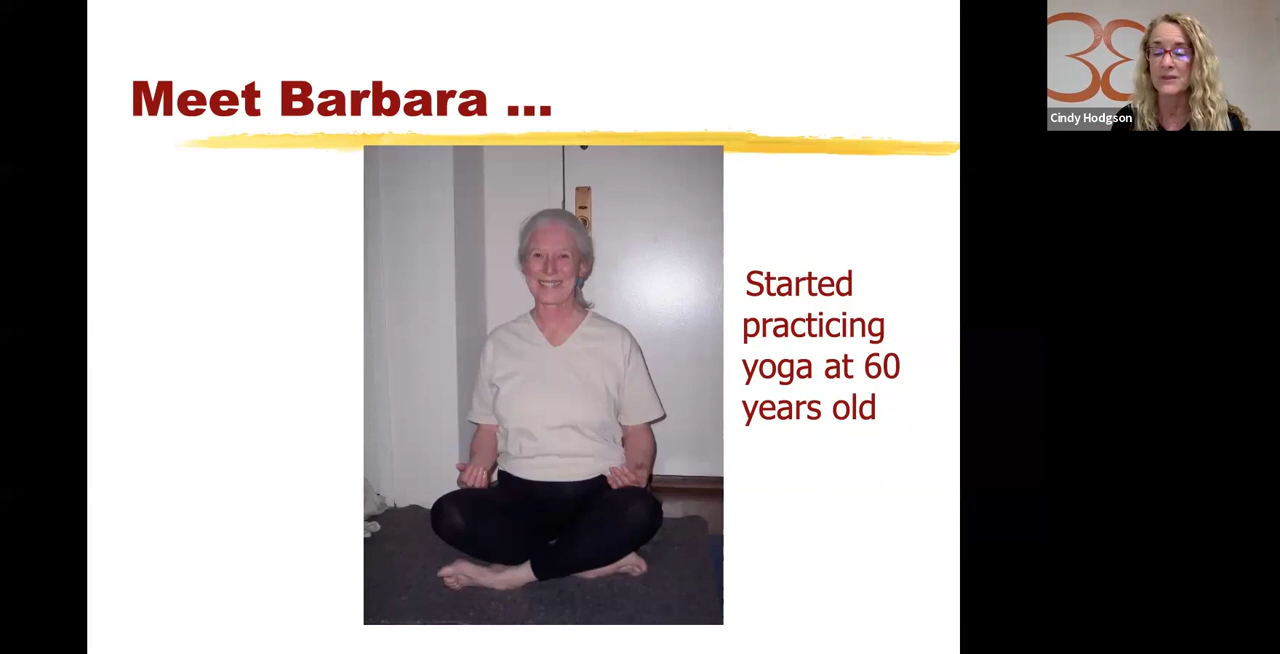 Meet Barbara ...
Started
practicing
yoga at 60
years old
Cindy Hodgson